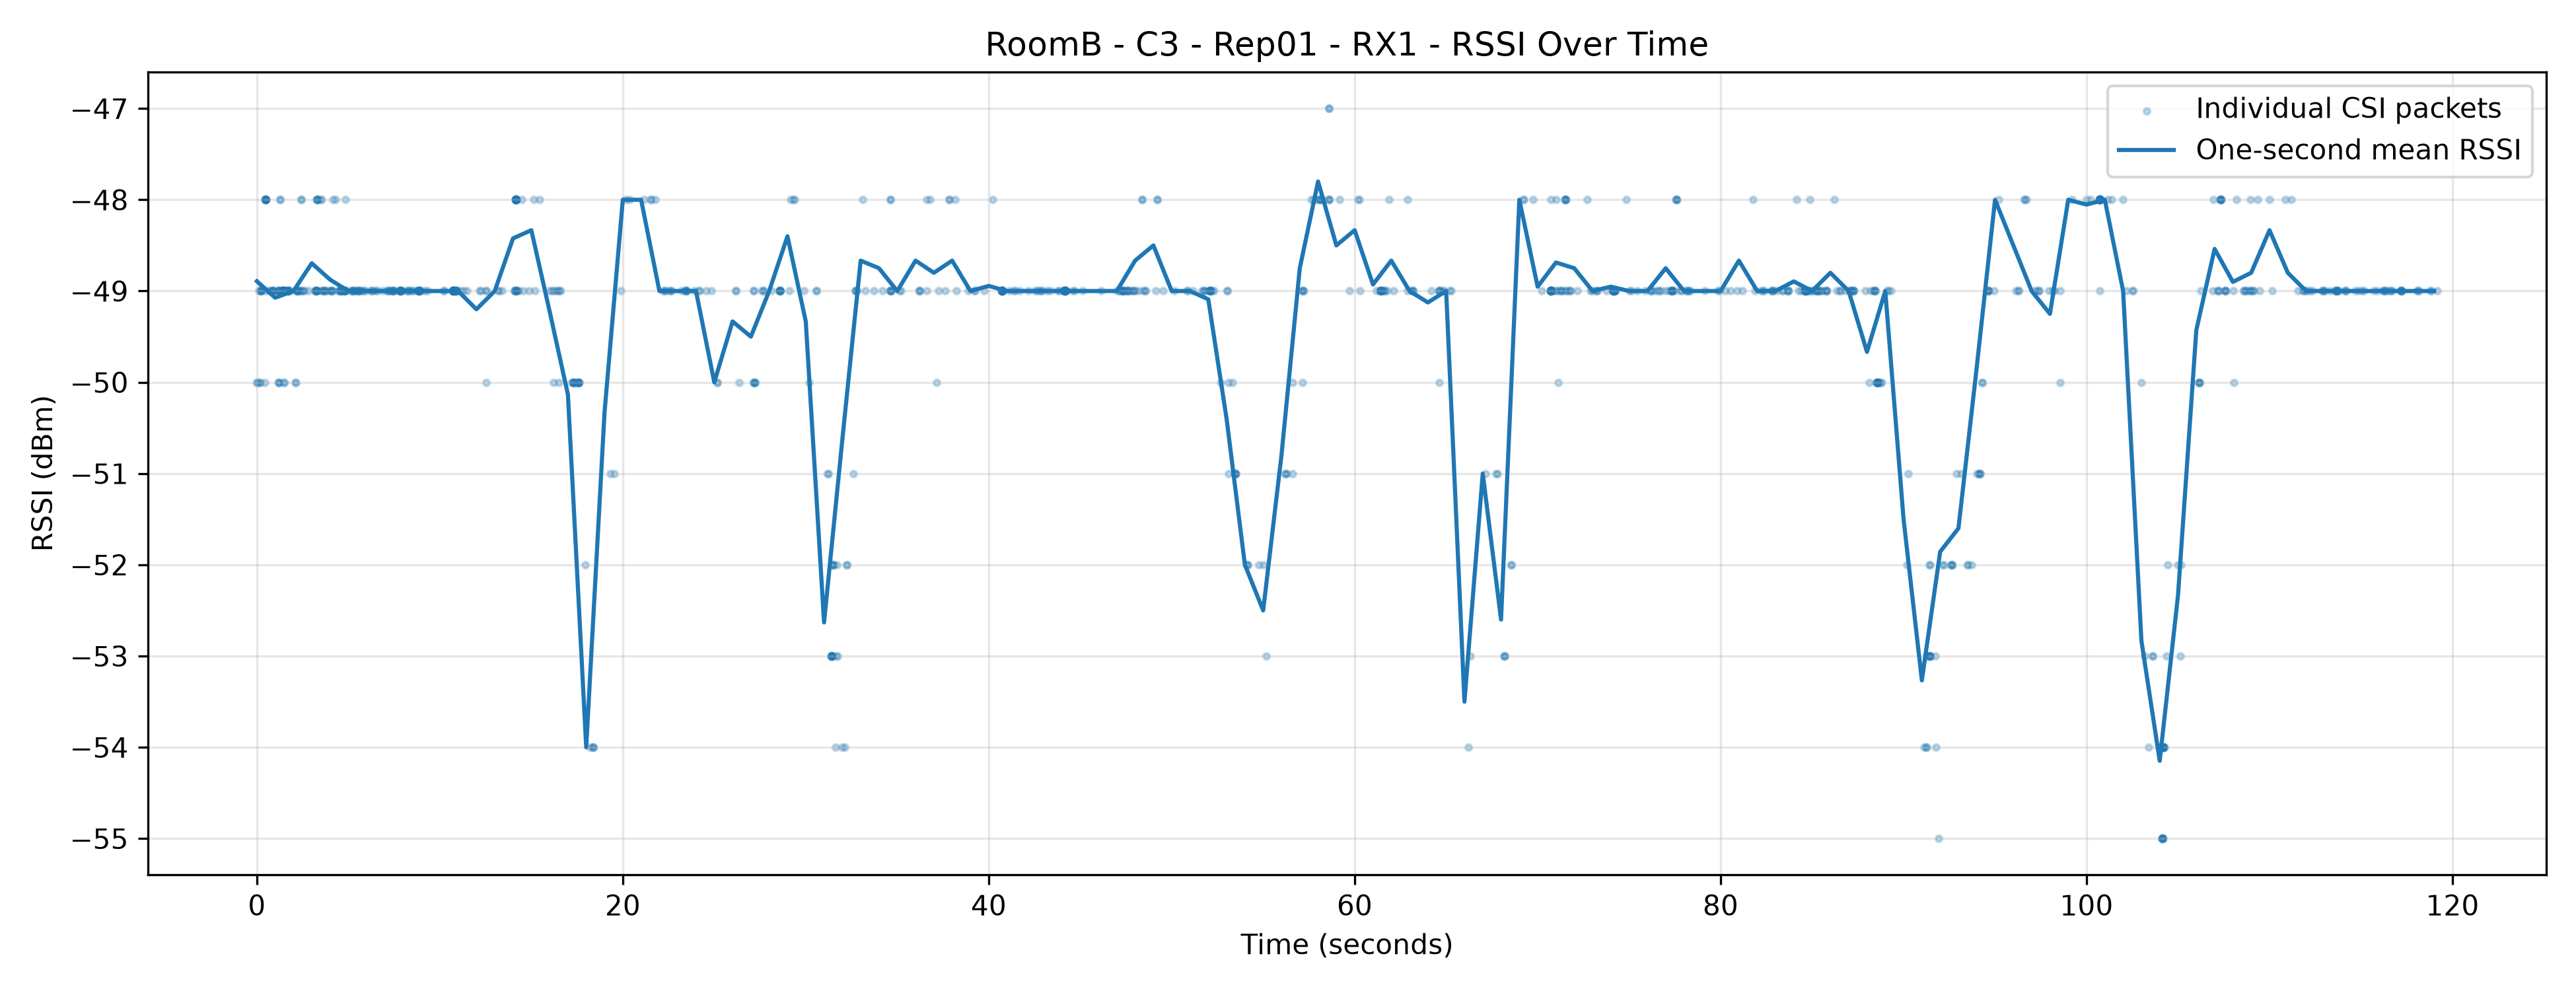 RoomB - C3 - Rep01 - RX1 - RSSI Over Time
Individual CSI packets
One-second mean RSSI
−47
−48
−49
−50
−51
−52
−53
−54
−55
RSSI (dBm)
0 20 40 60 80 100 120
Time (seconds)